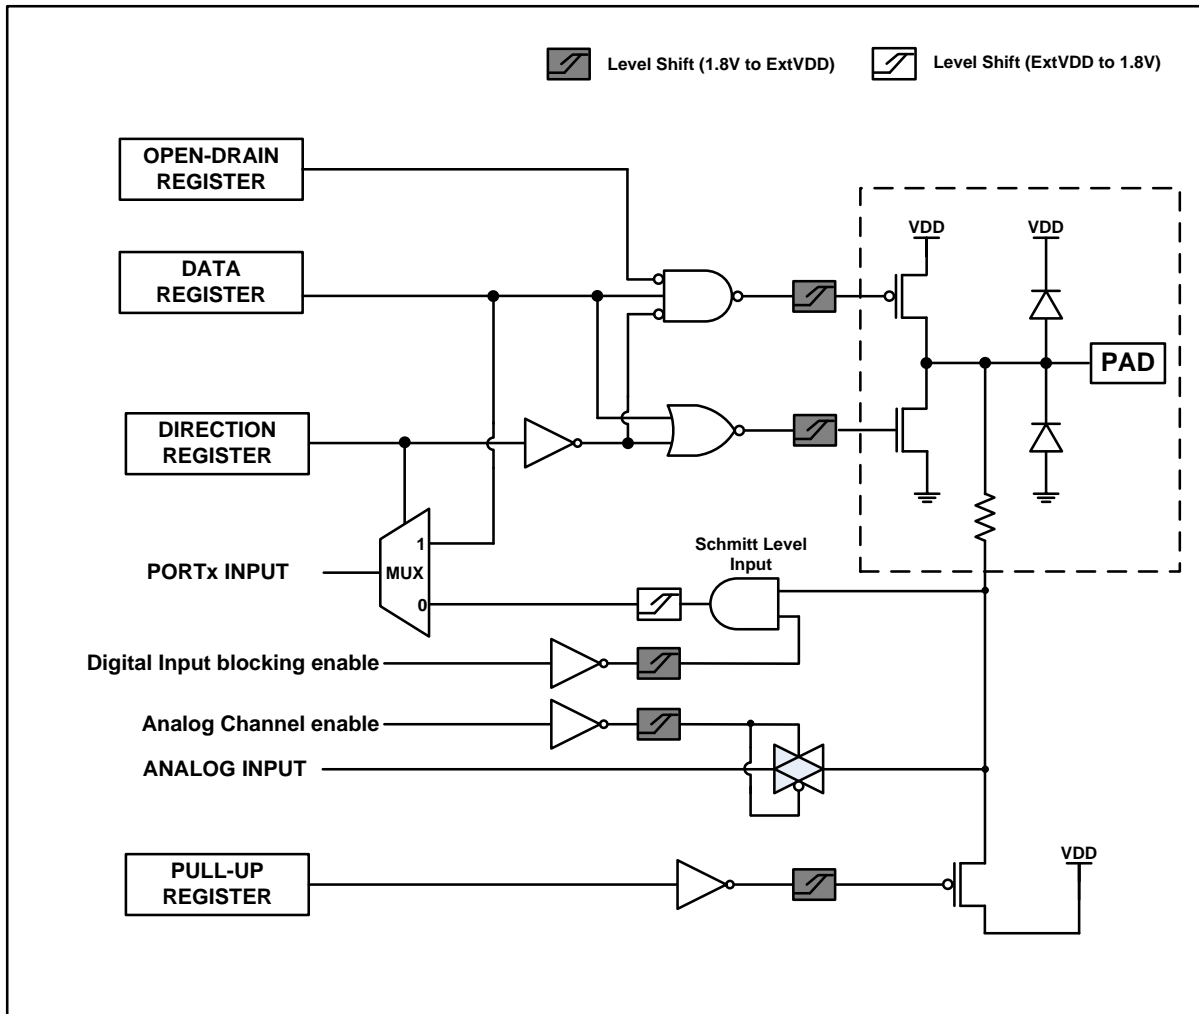 Level Shift (1.8V to ExtVDD)
Level Shift (ExtVDD to 1.8V)
OPEN-DRAIN
REGISTER
VDD
VDD
DATA
REGISTER
PAD
DIRECTION
REGISTER
1
Schmitt Level
Input
PORTx INPUT
MUX
0
Digital Input blocking enable
Analog Channel enable
ANALOG INPUT
PULL-UP
REGISTER
VDD